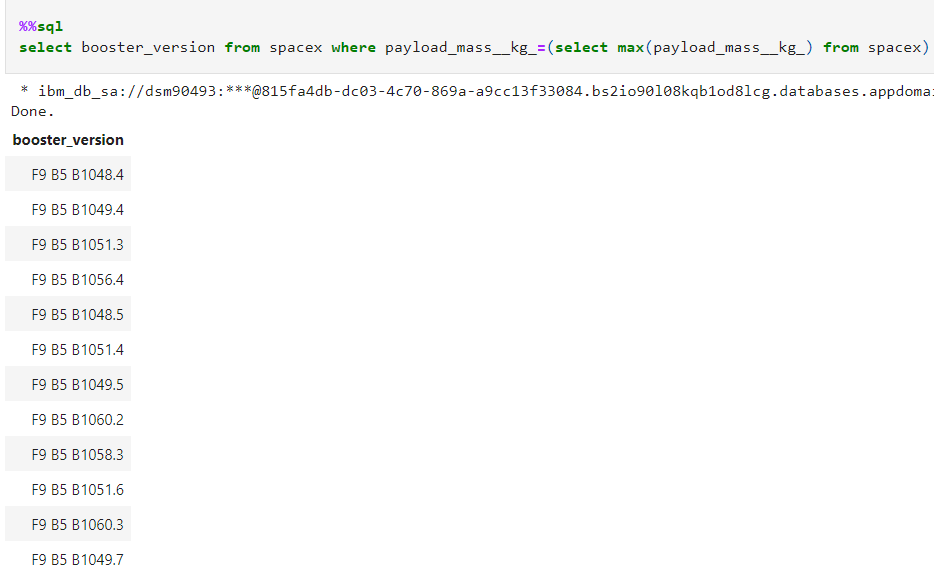 %%sql
select booster_version from spacex where payload_mass__kg_=(select max(payload_mass__kg_) from spacex)
* ibm_db_sa://dsm90493:***@815fa4db-dc03-4c70-869a-a9cc13f33084.bs2io90l08kqb1od8lcg.databases.appdomai
Done.
booster_version
F9 B5 B1048.4
F9 B5 B1049.4
F9 B5 B1051.3
F9 B5 B1056.4
F9 B5 B1048.5
F9 B5 B1051.4
F9 B5 B1049.5
F9 B5 B1060.2
F9 B5 B1058.3
F9 B5 B1051.6
F9 B5 B1060.3
F9 B5 B1049.7